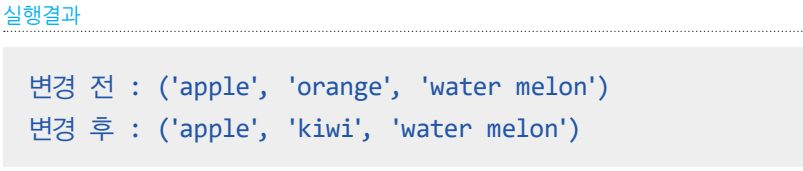 실행결과
변경 전 : ('apple', 'orange', 'water melon')
변경 후 : ('apple', 'kiwi', 'water melon')